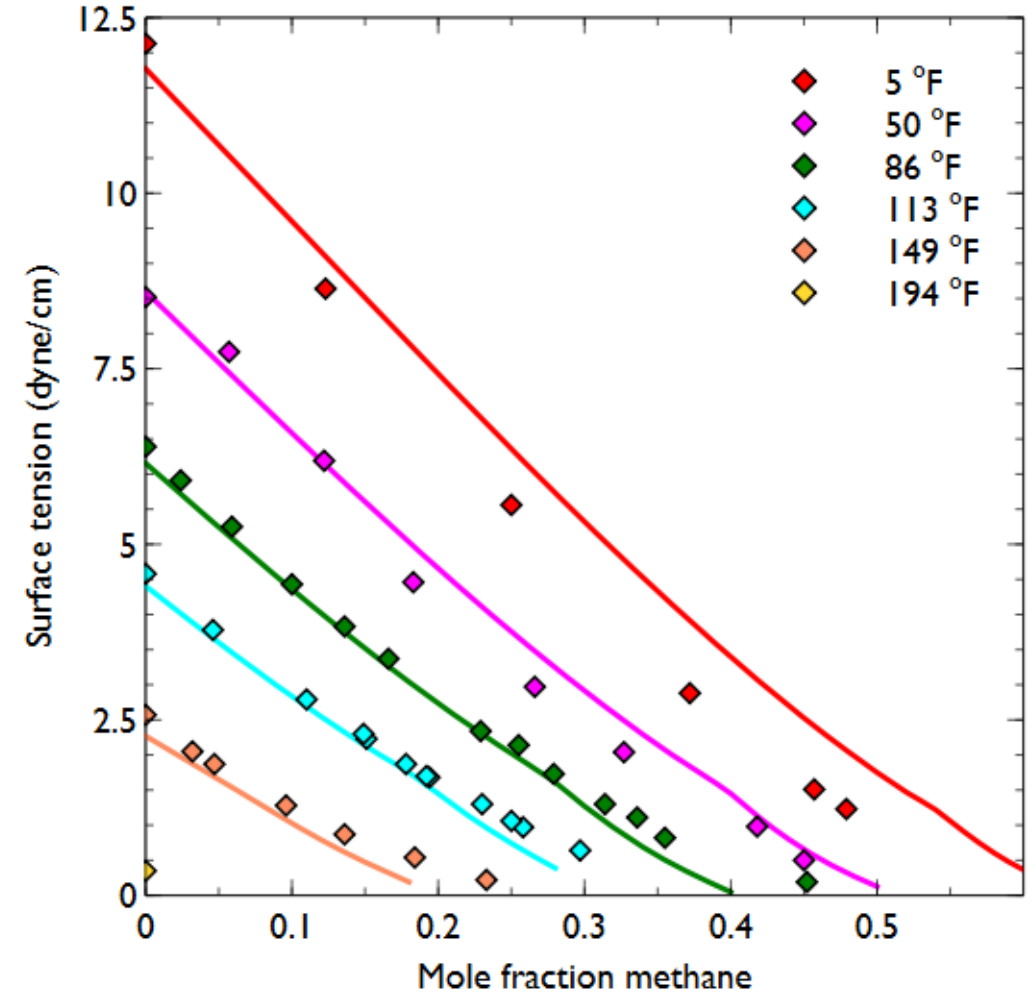 12.5
10
7.5
5
2.5
0
Surface tension (dyne/cm)
5 °F
50 °F
86 °F
113 °F
149 °F
194 °F
0 0.1 0.2 0.3 0.4 0.5
Mole fraction methane